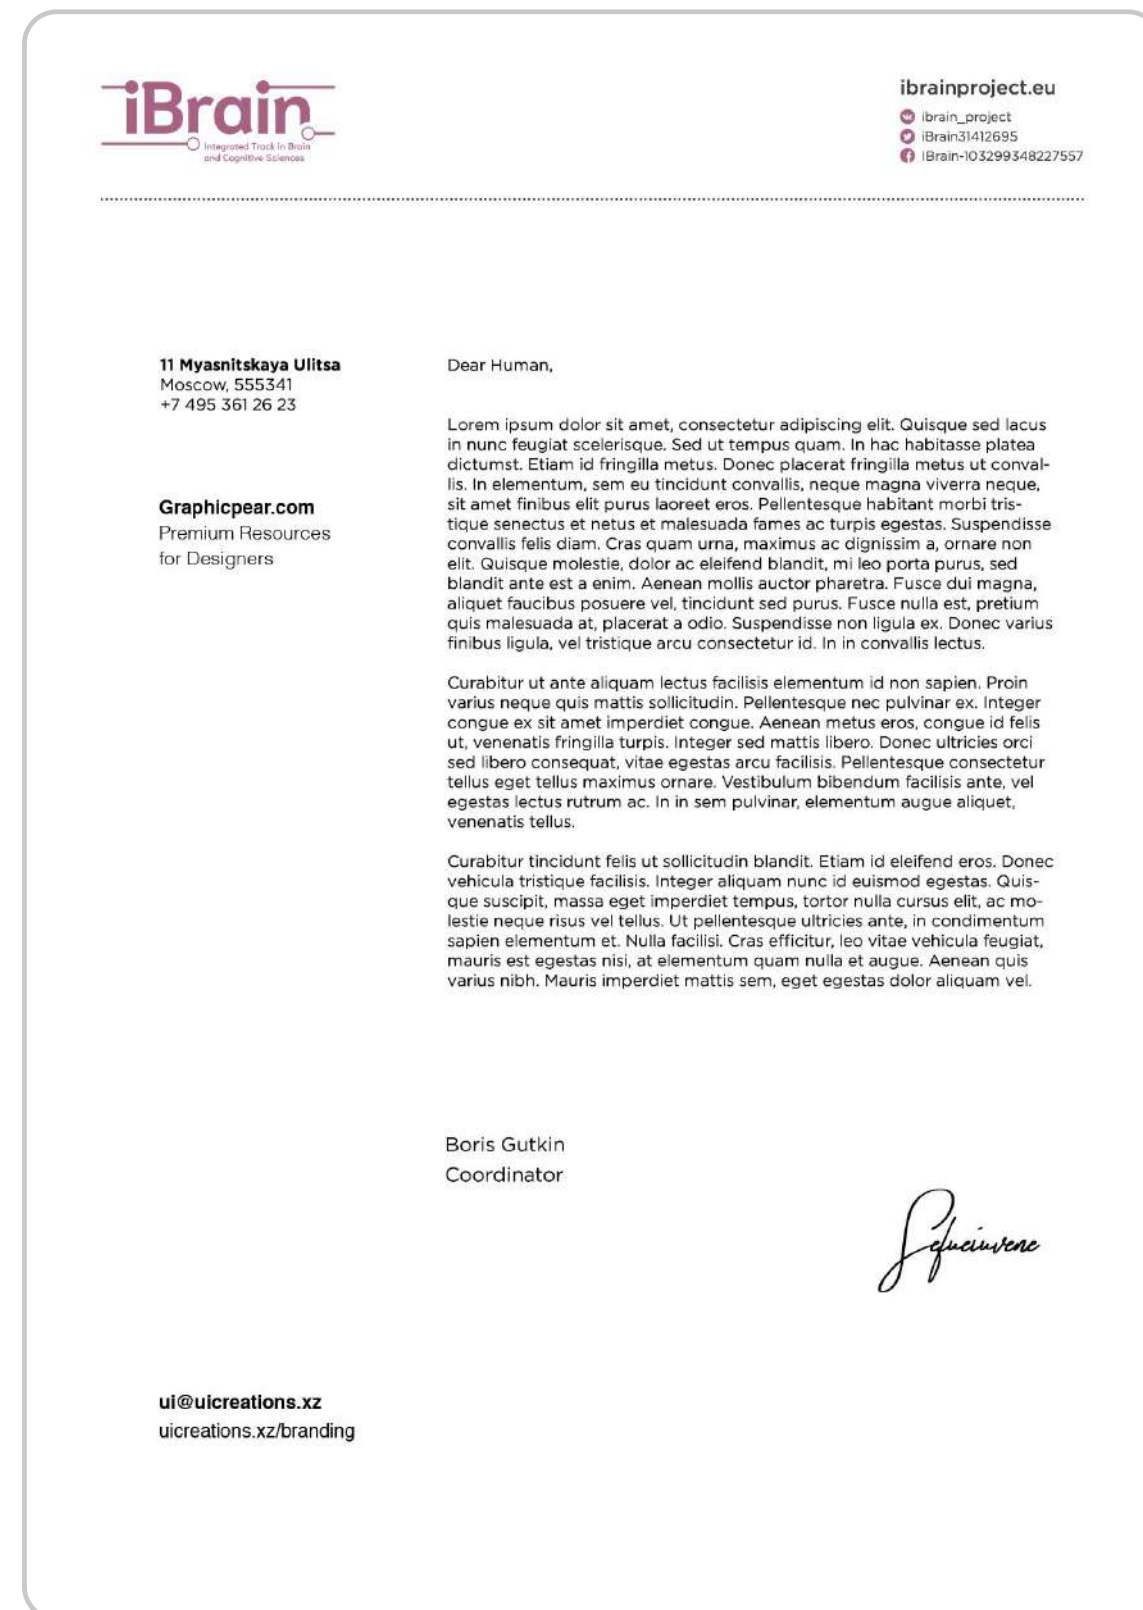 iBrain
Integrated Track in Brain
and Cognitive Sciences
ibrainproject.eu
ibrain_project
iBrain31412695
IBrain-103299348227557
11 Myasnitskaya Ulitsa
Moscow, 555341
+7 495 361 26 23
Graphicpear.com
Premium Resources
for Designers
Dear Human,
Lorem ipsum dolor sit amet, consectetur adipiscing elit. Quisque sed lacus
in nunc feugiat scelerisque. Sed ut tempus quam. In hac habitasse platea
dictumst. Etiam id fringilla metus. Donec placerat fringilla metus ut conval-
lis. In elementum, sem eu tincidunt convallis, neque magna viverra neque,
sit amet finibus elit purus laoreet eros. Pellentesque habitant morbi tris-
tique senectus et netus et malesuada fames ac turpis egestas. Suspendisse
convallis felis diam. Cras quam urna, maximus ac dignissim a, ornare non
elit. Quisque molestie, dolor ac eleifend blandit, mi leo porta purus, sed
blandit ante est a enim. Aenean mollis auctor pharetra. Fusce dui magna,
aliquet faucibus posuere vel, tincidunt sed purus. Fusce nulla est, pretium
quis malesuada at, placerat a odio. Suspendisse non ligula ex. Donec varius
finibus ligula, vel tristique arcu consectetur id. In in convallis lectus.
Curabitur ut ante aliquam lectus facilisis elementum id non sapien. Proin
varius neque quis mattis sollicitudin. Pellentesque nec pulvinar ex. Integer
congue ex sit amet imperdiet congue. Aenean metus eros, congue id felis
ut, venenatis fringilla turpis. Integer sed mattis libero. Donec ultricies orci
sed libero consequat, vitae egestas arcu facilisis. Pellentesque consectetur
tellus eget tellus maximus ornare. Vestibulum bibendum facilisis ante, vel
egestas lectus rutrum ac. In in sem pulvinar, elementum augue aliquet,
venenatis tellus.
Curabitur tincidunt felis ut sollicitudin blandit. Etiam id eleifend eros. Donec
vehicula tristique facilisis. Integer aliquam nunc id euismod egestas. Quis-
que suscipit, massa eget imperdiet tempus, tortor nulla cursus elit, ac mo-
lestie neque risus vel tellus. Ut pellentesque ultricies ante, in condimentum
sapien elementum et. Nulla facilisi. Cras efficitur, leo vitae vehicula feugiat,
mauris est egestas nisi, at elementum quam nulla et augue. Aenean quis
varius nibh. Mauris imperdiet mattis sem, eget egestas dolor aliquam vel.
Boris Gutkin
Coordinator
ui@uicreations.xz
uicreations.xz/branding